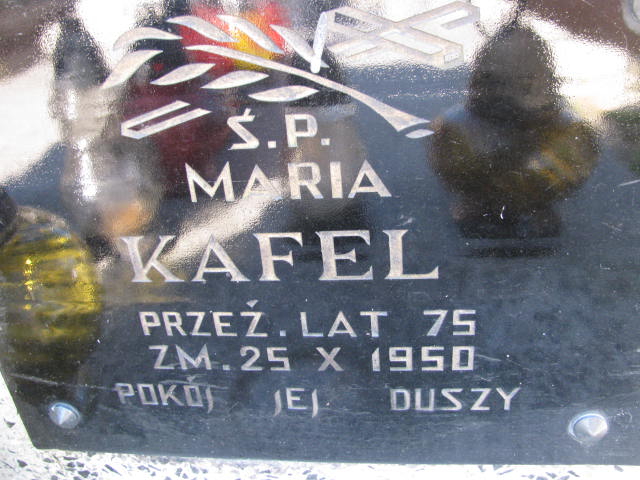 Ś.P.
MARIA
KAFEL
PRZEŻ. LAT 75
ZM. 25 X 1950
POKÓJ JEJ DUSZY